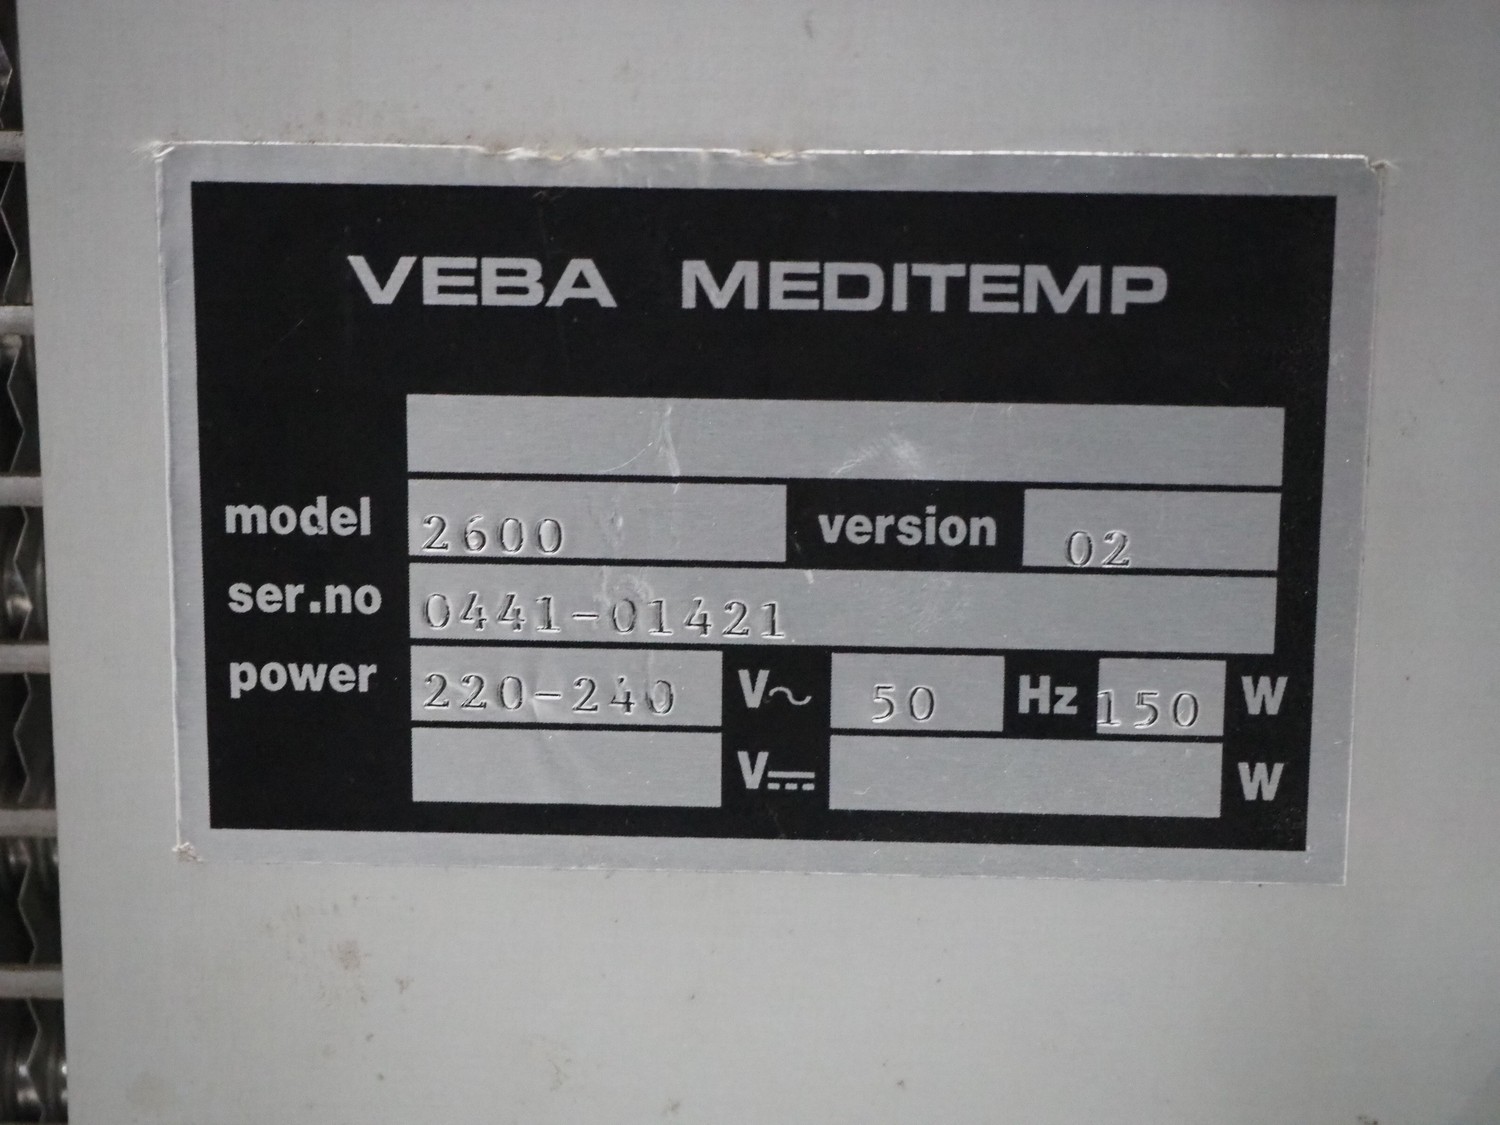 VEBA MEDITEMP
model 2600 version 02
ser.no 0441-01421
power 220-240 V~ 50 Hz 150 W
V⎓ W